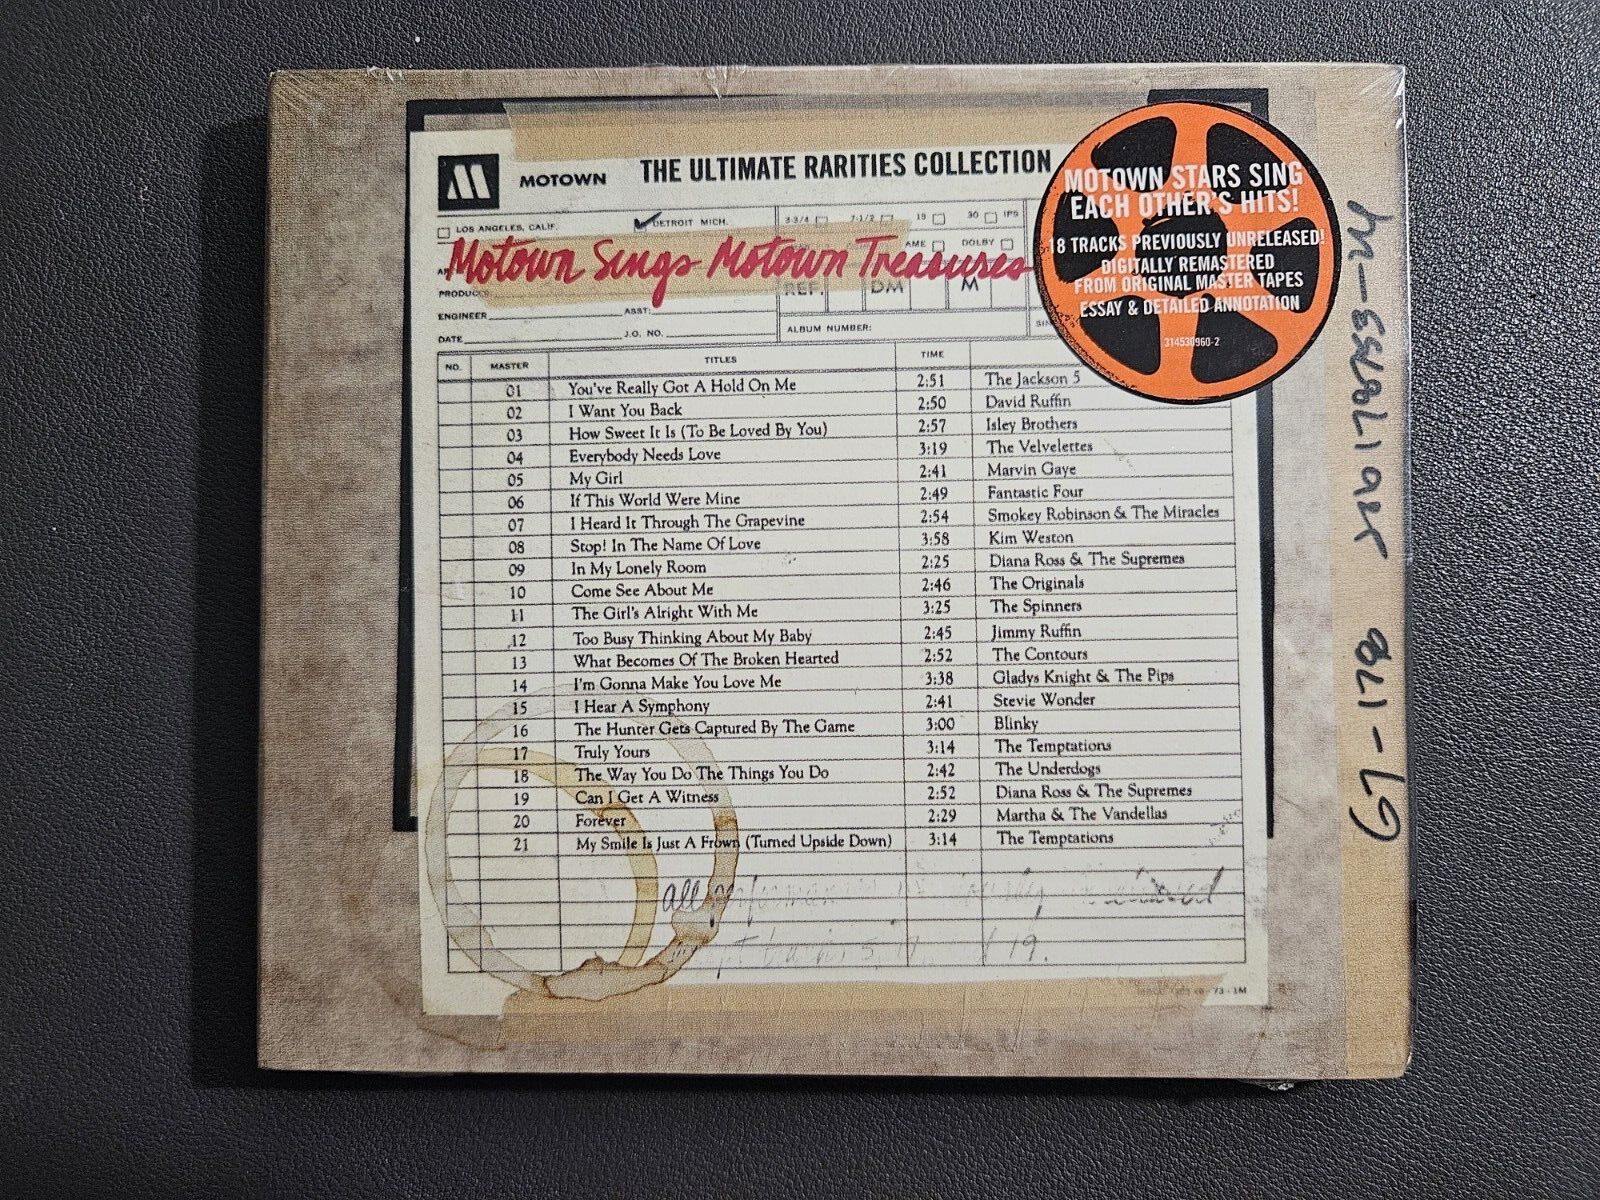 MOTOWN THE ULTIMATE RARITIES COLLECTION
LOS ANGELES, CALIF. DETROIT MICH. 3-3/4 7-1/2 15 30 IPS
DOLBY
Motown Sings Motown Treasures
PRODUC REF. DM M
ENGINEER ASST:
DATE J.O. NO. ALBUM NUMBER:
NO. MASTER TITLES TIME
01 You've Really Got A Hold On Me 2:51 The Jackson 5
02 I Want You Back 2:50 David Ruffin
03 How Sweet It Is (To Be Loved By You) 2:57 Isley Brothers
04 Everybody Needs Love 3:19 The Velvelettes
05 My Girl 2:41 Marvin Gaye
06 If This World Were Mine 2:49 Fantastic Four
07 I Heard It Through The Grapevine 2:54 Smokey Robinson & The Miracles
08 Stop! In The Name Of Love 3:58 Kim Weston
09 In My Lonely Room 2:25 Diana Ross & The Supremes
10 Come See About Me 2:46 The Originals
11 The Girl's Alright With Me 3:25 The Spinners
12 Too Busy Thinking About My Baby 2:45 Jimmy Ruffin
13 What Becomes Of The Broken Hearted 2:52 The Contours
14 I'm Gonna Make You Love Me 3:38 Gladys Knight & The Pips
15 I Hear A Symphony 2:41 Stevie Wonder
16 The Hunter Gets Captured By The Game 3:00 Blinky
17 Truly Yours 3:14 The Temptations
18 The Way You Do The Things You Do 2:42 The Underdogs
19 Can I Get A Witness 2:52 Diana Ross & The Supremes
20 Forever 2:29 Martha & The Vandellas
21 My Smile Is Just A Frown (Turned Upside Down) 3:14 The Temptations
all
19.
MOTOWN STARS SING
EACH OTHER'S HITS!
18 TRACKS PREVIOUSLY UNRELEASED!
DIGITALLY REMASTERED
FROM ORIGINAL MASTER TAPES
ESSAY & DETAILED ANNOTATION
314530960-2